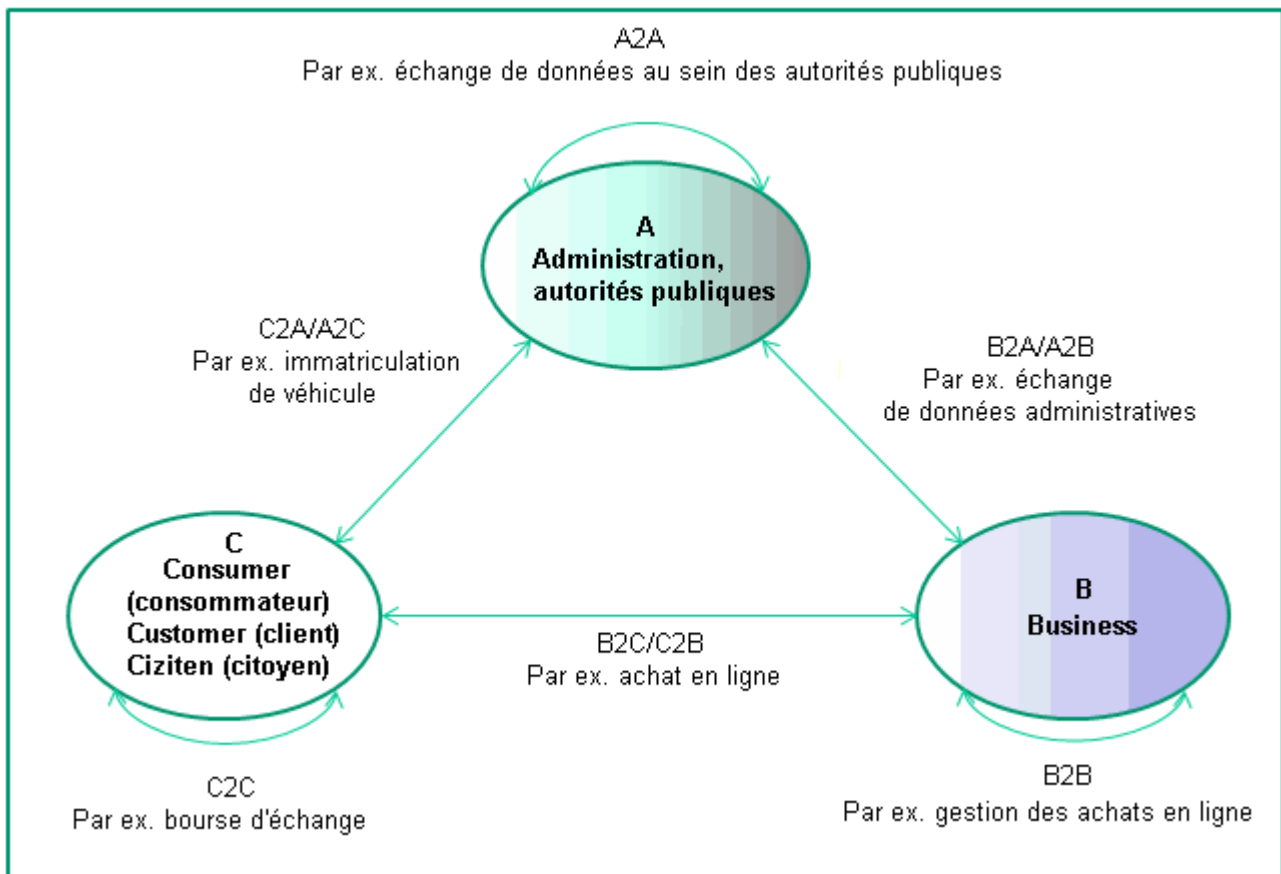 A2A
Par ex. échange de données au sein des autorités publiques
A
Administration,
autorités publiques
C2A/A2C
Par ex. immatriculation
de véhicule
B2A/A2B
Par ex. échange
de données administratives
C
Consumer
(consommateur)
Customer (client)
Ciziten (citoyen)
B
Business
B2C/C2B
Par ex. achat en ligne
C2C
Par ex. bourse d'échange
B2B
Par ex. gestion des achats en ligne